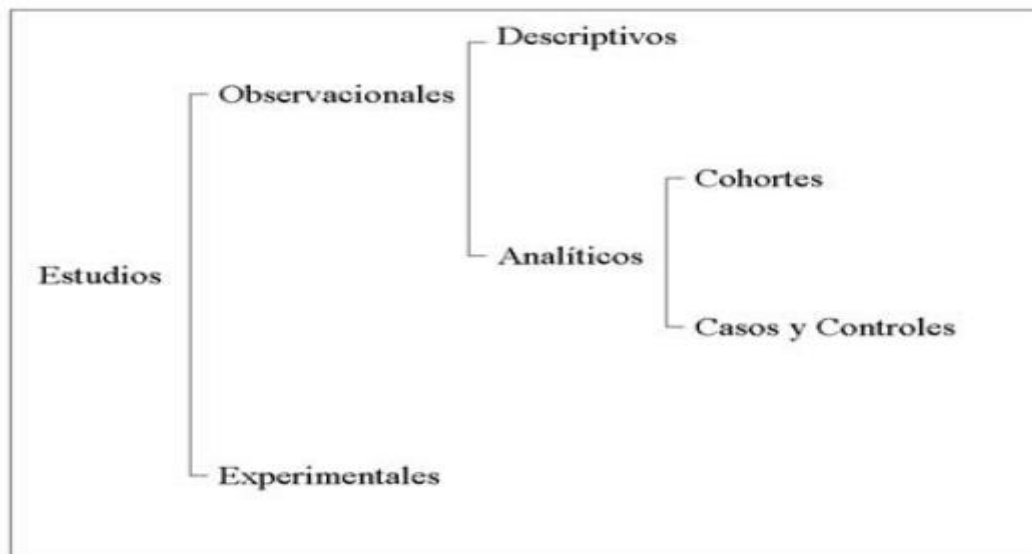 Descriptivos
Observacionales
Cohortes
Analíticos
Estudios
Casos y Controles
Experimentales